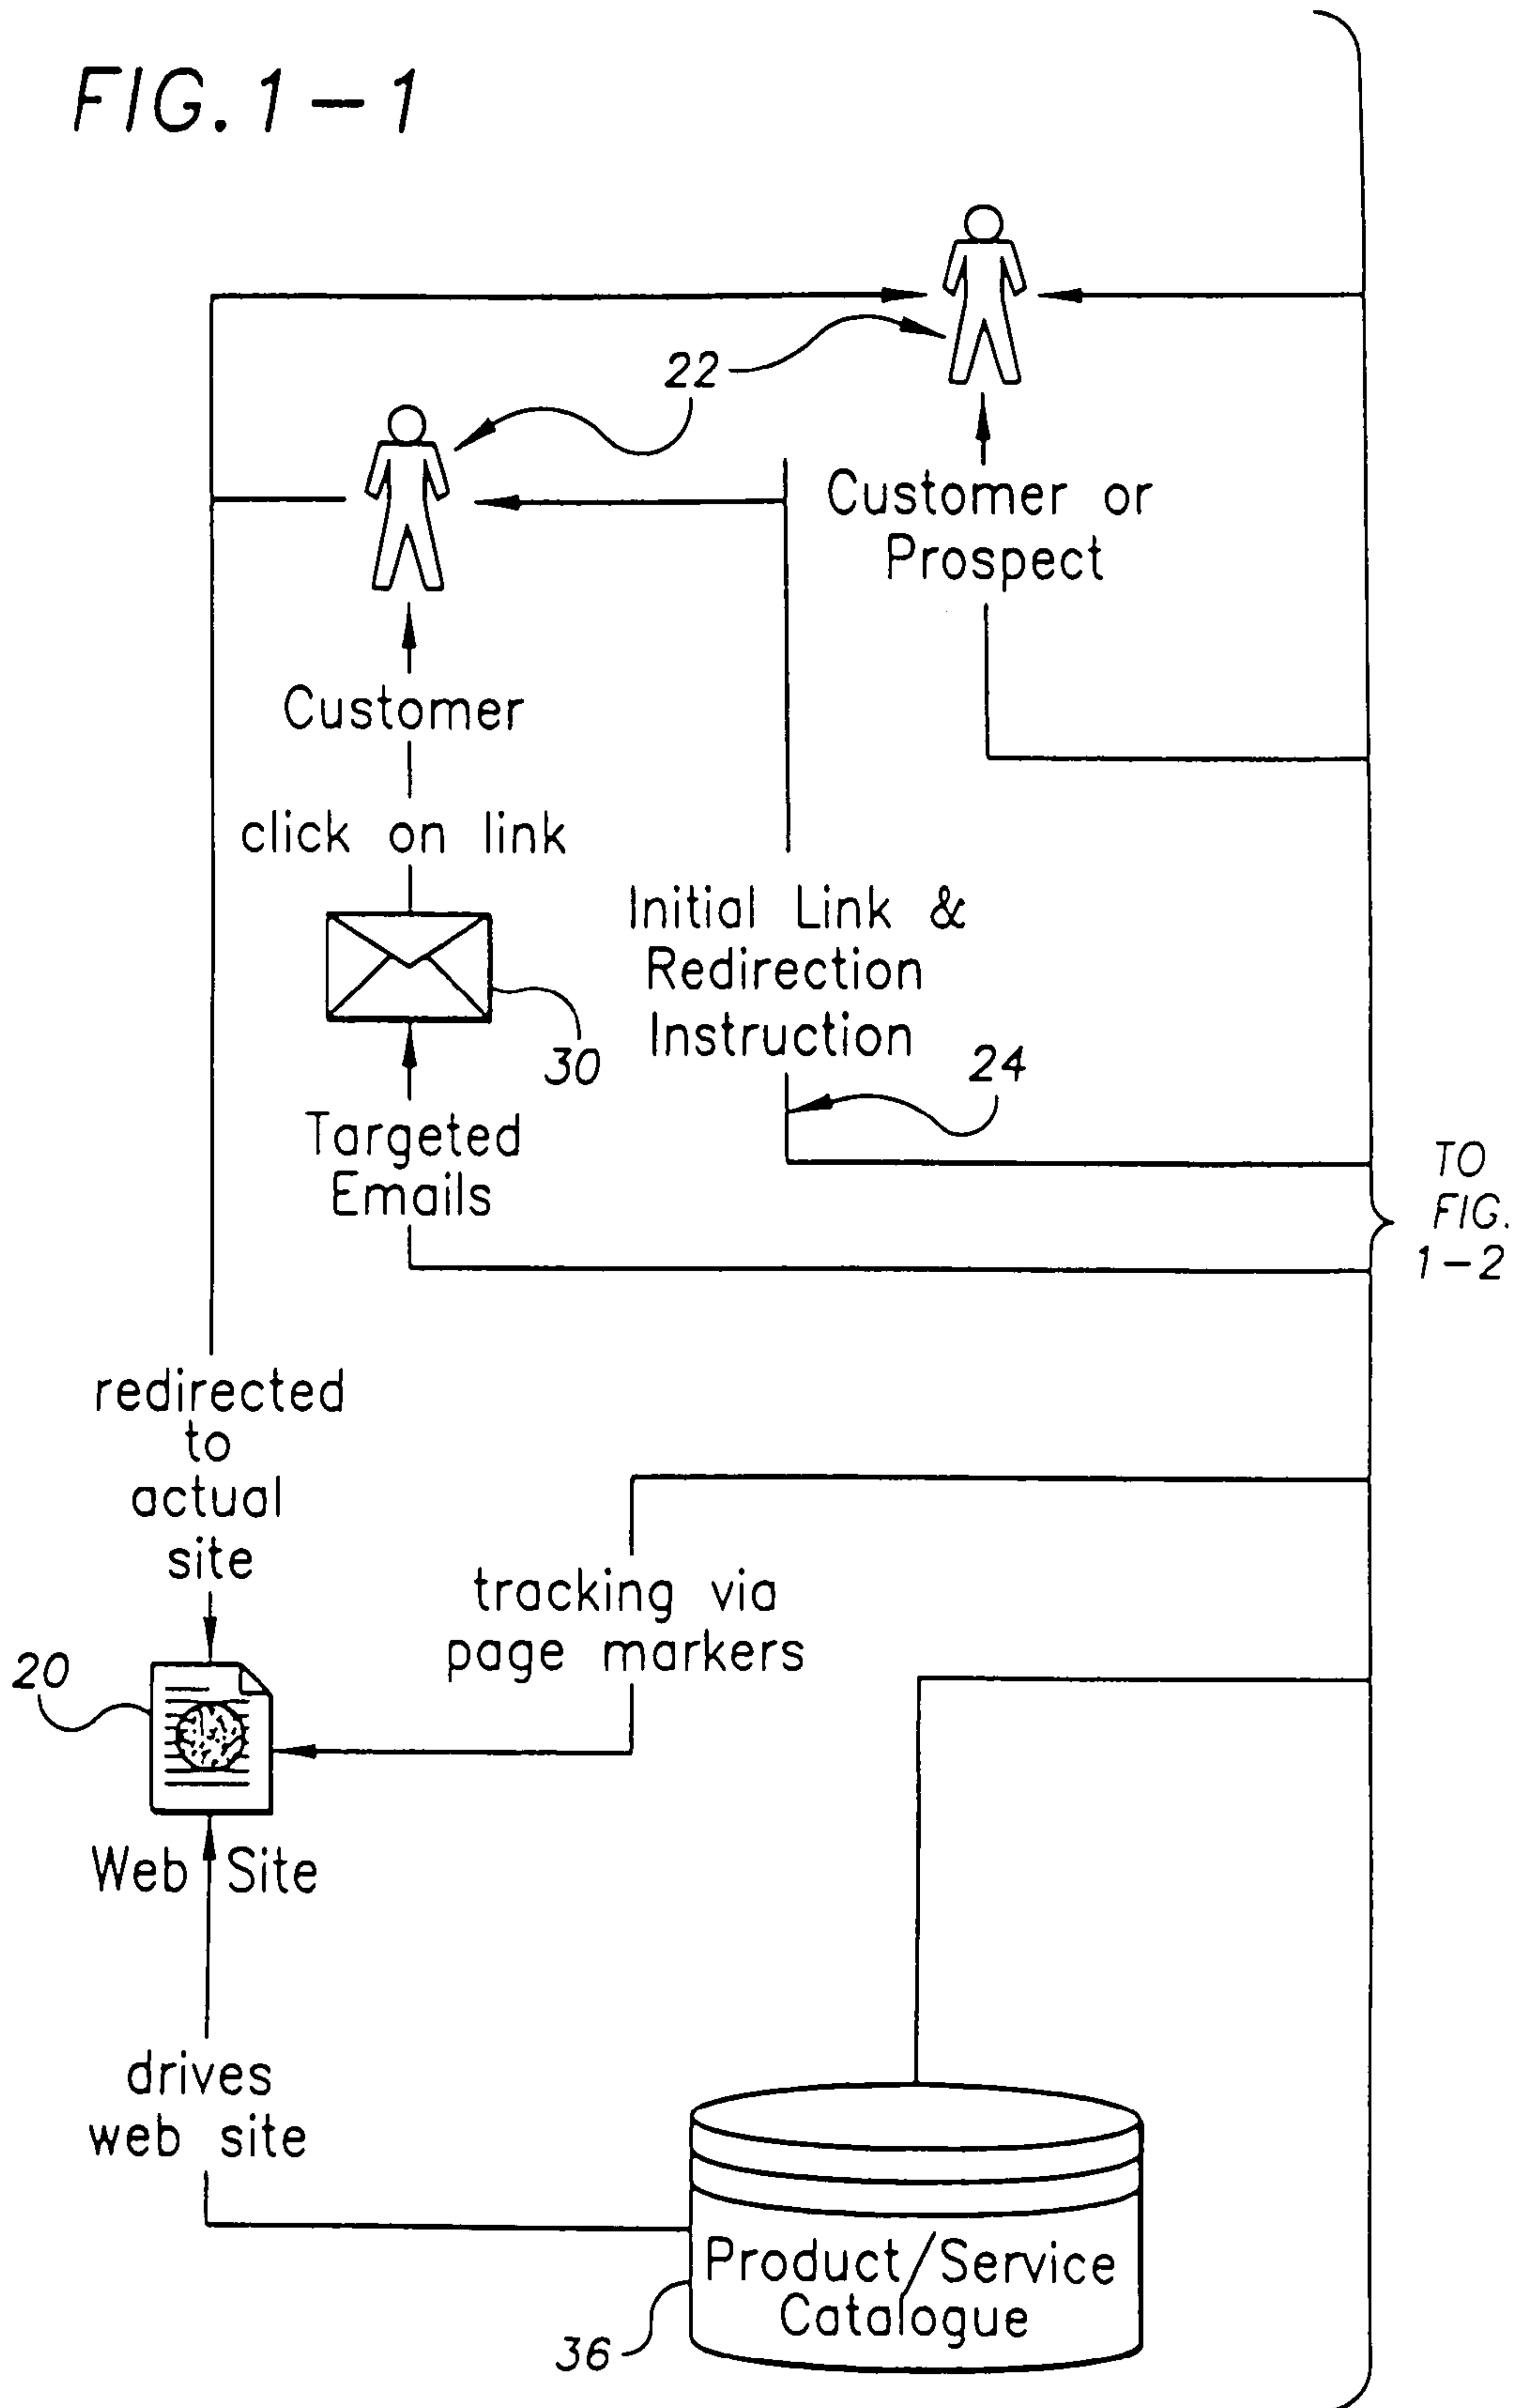 FIG. 1-1
22
Customer or
Prospect
Customer
click on link
Initial Link &
Redirection
Instruction
30
24
Targeted
Emails
TO
FIG.
1-2
redirected
to
actual
site
tracking via
page markers
20
Web Site
drives
web site
Product/Service
Catalogue
36